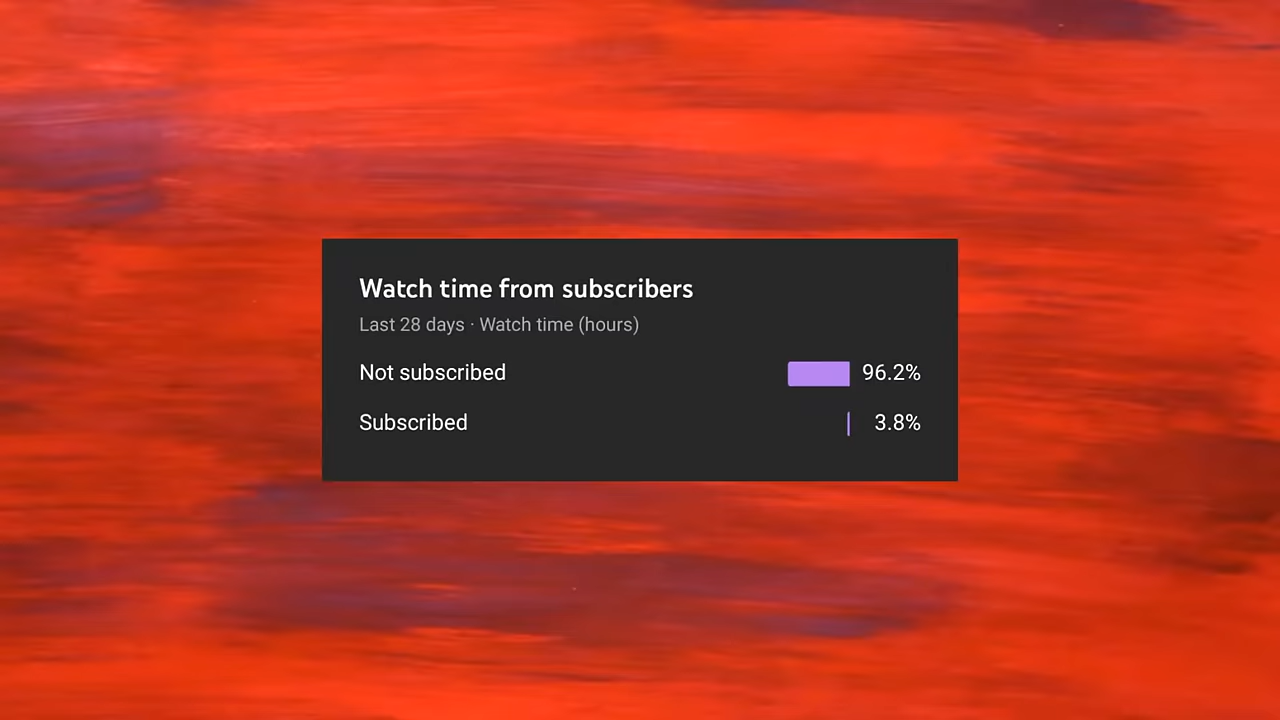 Watch time from subscribers
Last 28 days · Watch time (hours)
Not subscribed 96.2%
Subscribed 3.8%